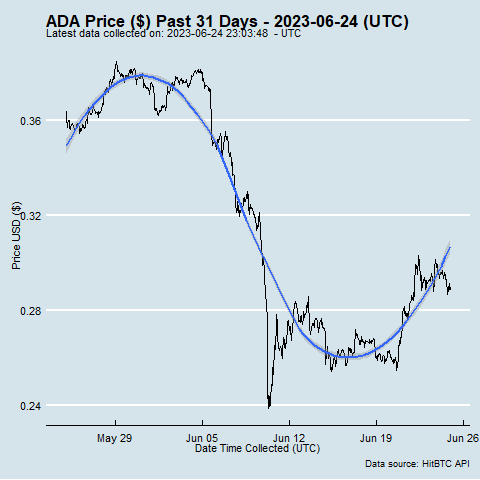 ADA Price ($) Past 31 Days - 2023-06-24 (UTC)
Latest data collected on: 2023-06-24 23:03:48 - UTC
Price USD ($)
0.36
0.32
0.28
0.24
May 29
Jun 05
Jun 12
Jun 19
Jun 26
Date Time Collected (UTC)
Data source: HitBTC API